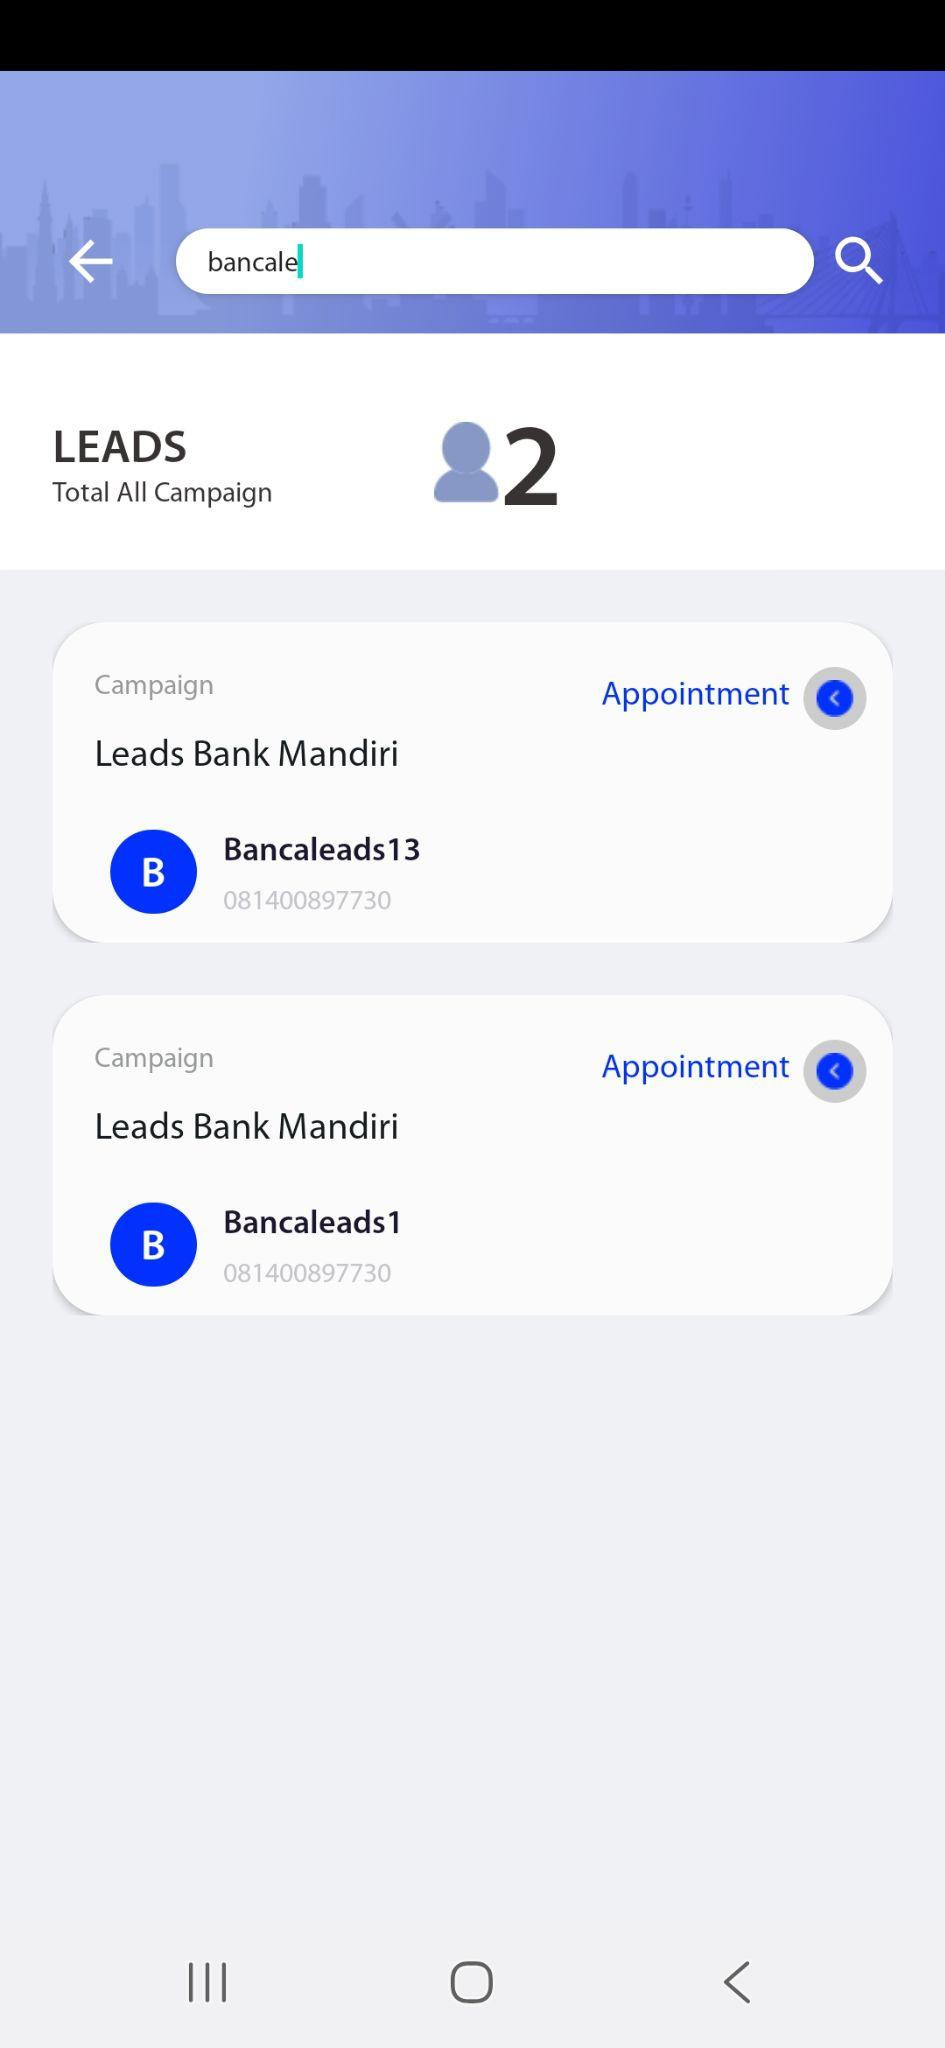 bancale
LEADS
Total All Campaign
2
Campaign
Appointment
Leads Bank Mandiri
B
Bancaleads13
081400897730
Campaign
Appointment
Leads Bank Mandiri
B
Bancaleads1
081400897730